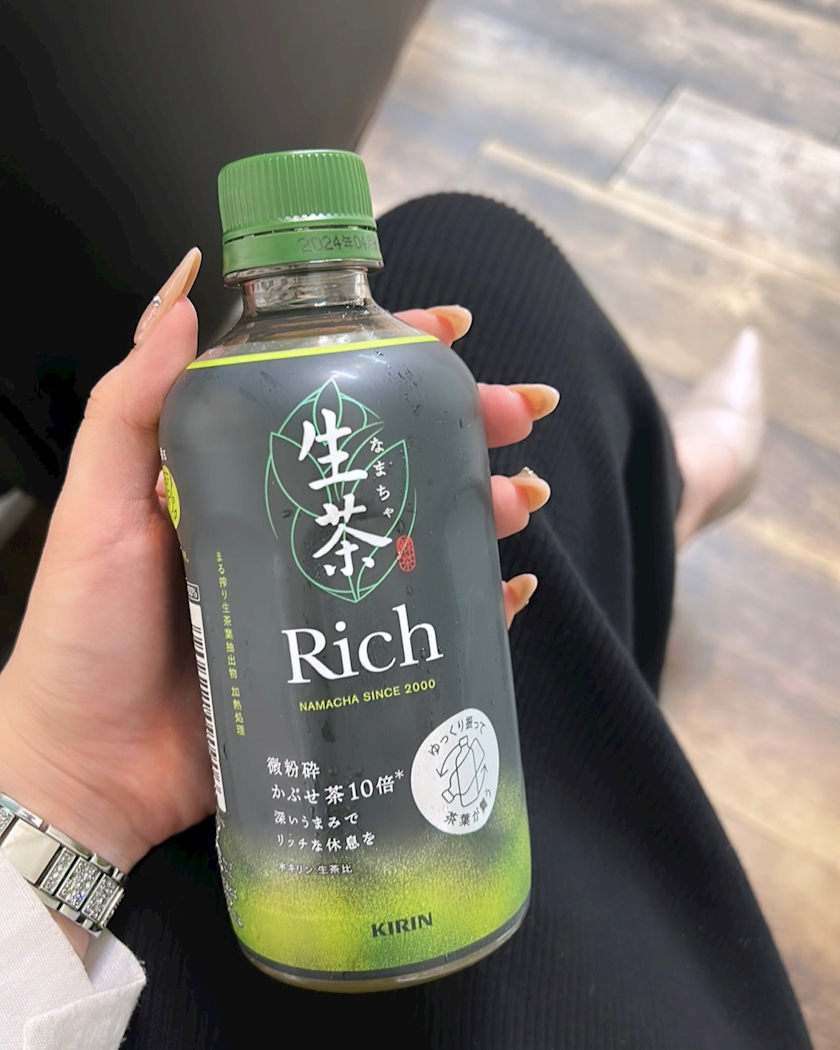 2024年04月
生茶
なまちゃ
Rich
NAMACHA SINCE 2000
まる搾り生茶葉抽出物 加熱処理
微粉砕
かぶせ茶10倍*
深いうまみで
リッチな休息を
*キリン 生茶比
ゆっくり振って
茶葉が舞う
KIRIN